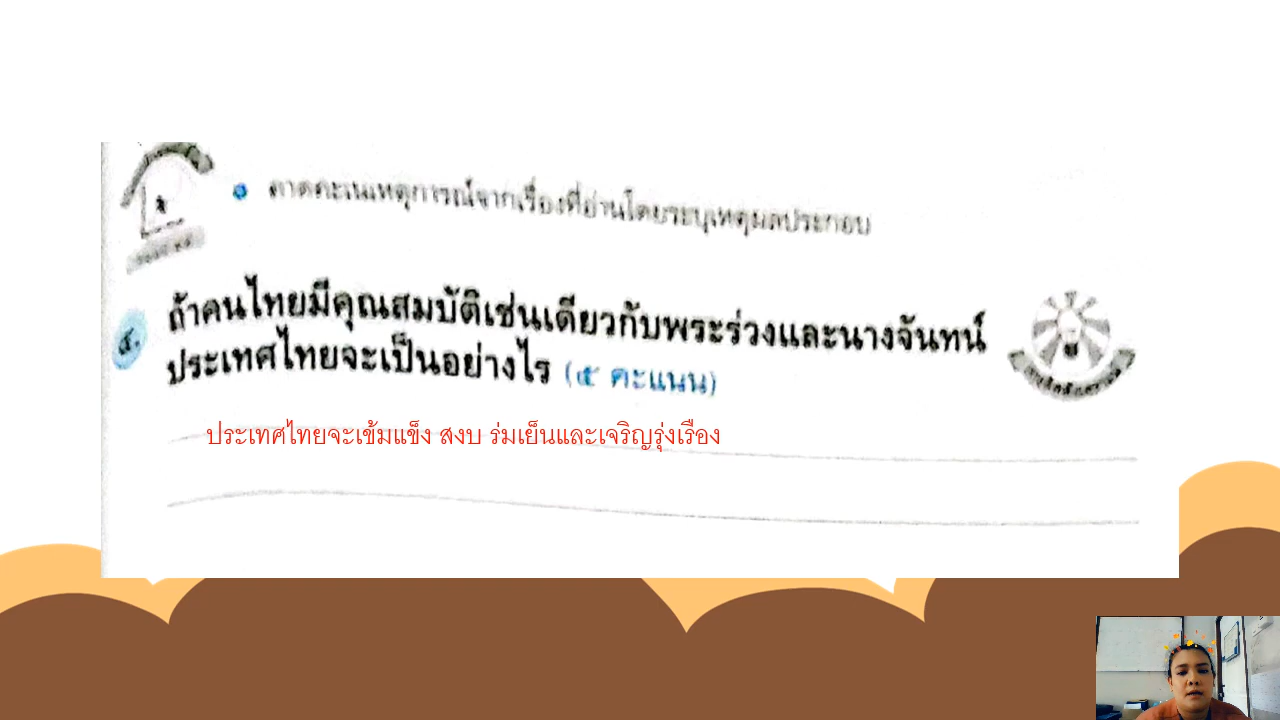 คาดคะเนเหตุการณ์จากเรื่องที่อ่านโดยระบุเหตุผลประกอบ
ถ้าคนไทยมีคุณสมบัติเช่นเดียวกับพระร่วงและนางจันทน์
ประเทศไทยจะเป็นอย่างไร (๕ คะแนน)
ประเทศไทยจะเข้มแข็ง สงบ ร่มเย็นและเจริญรุ่งเรือง